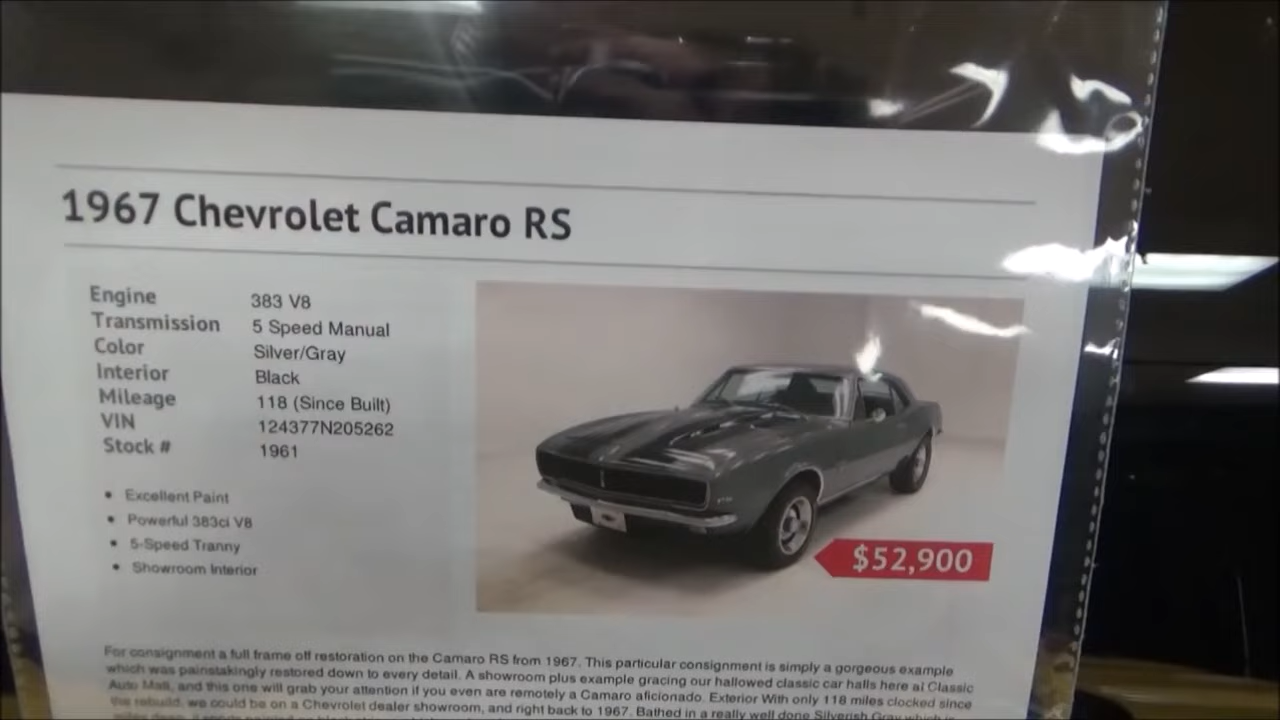 1967 Chevrolet Camaro RS
Engine 383 V8
Transmission 5 Speed Manual
Color Silver/Gray
Interior Black
Mileage 118 (Since Built)
VIN 124377N205262
Stock # 1961
• Excellent Paint
• Powerful 383ci V8
• 5-Speed Tranny
• Showroom Interior
$52,900
For consignment a full frame off restoration on the Camaro RS from 1967. This particular consignment is simply a gorgeous example
which was painstakingly restored down to every detail. A showroom plus example gracing our hallowed classic car halls here at Classic
Auto Mall, and this one will grab your attention if you even are remotely a Camaro aficionado. Exterior With only 118 miles clocked since
the rebuild, we could be on a Chevrolet dealer showroom, and right back to 1967. Bathed in a really well done Silverish Gray which is